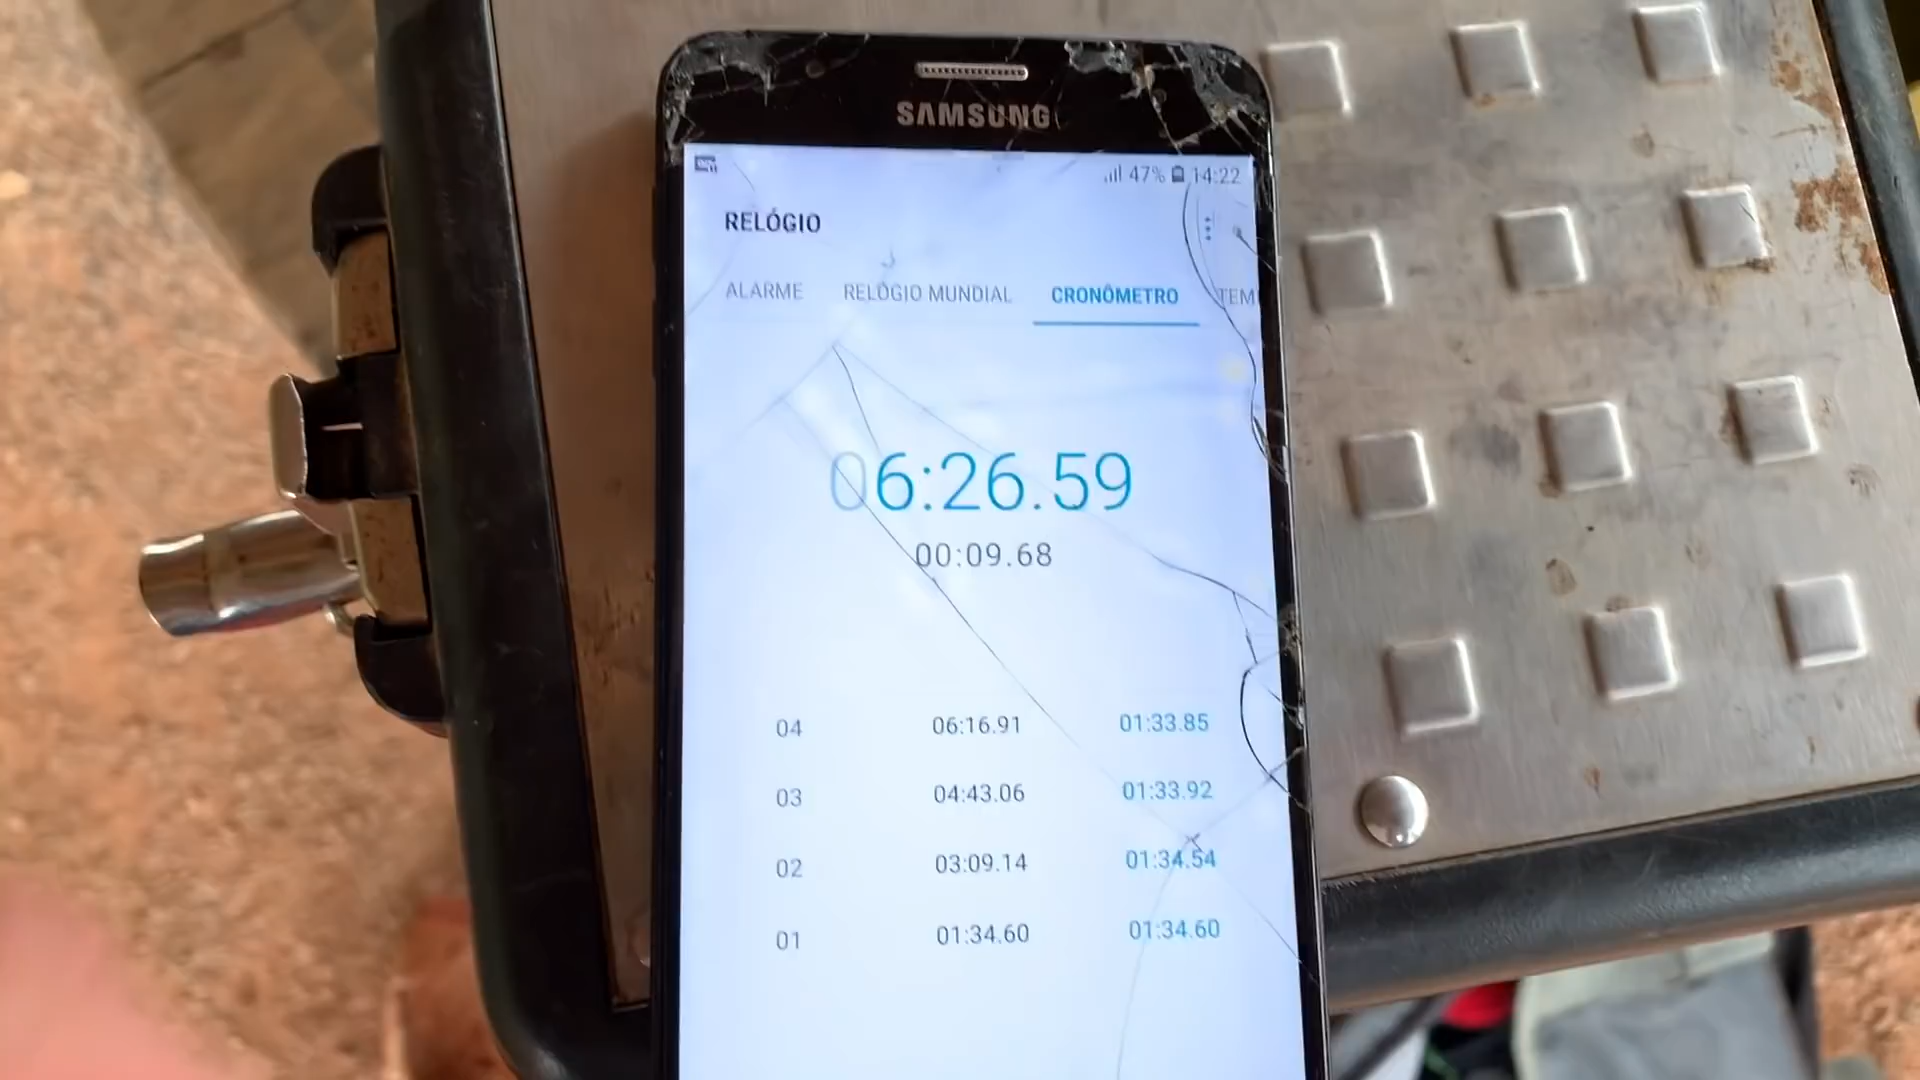 SAMSUNG
47% 14:22
RELÓGIO
ALARME RELÓGIO MUNDIAL CRONÔMETRO TEM
06:26.59
00:09.68
04 06:16.91 01:33.85
03 04:43.06 01:33.92
02 03:09.14 01:34.54
01 01:34.60 01:34.60